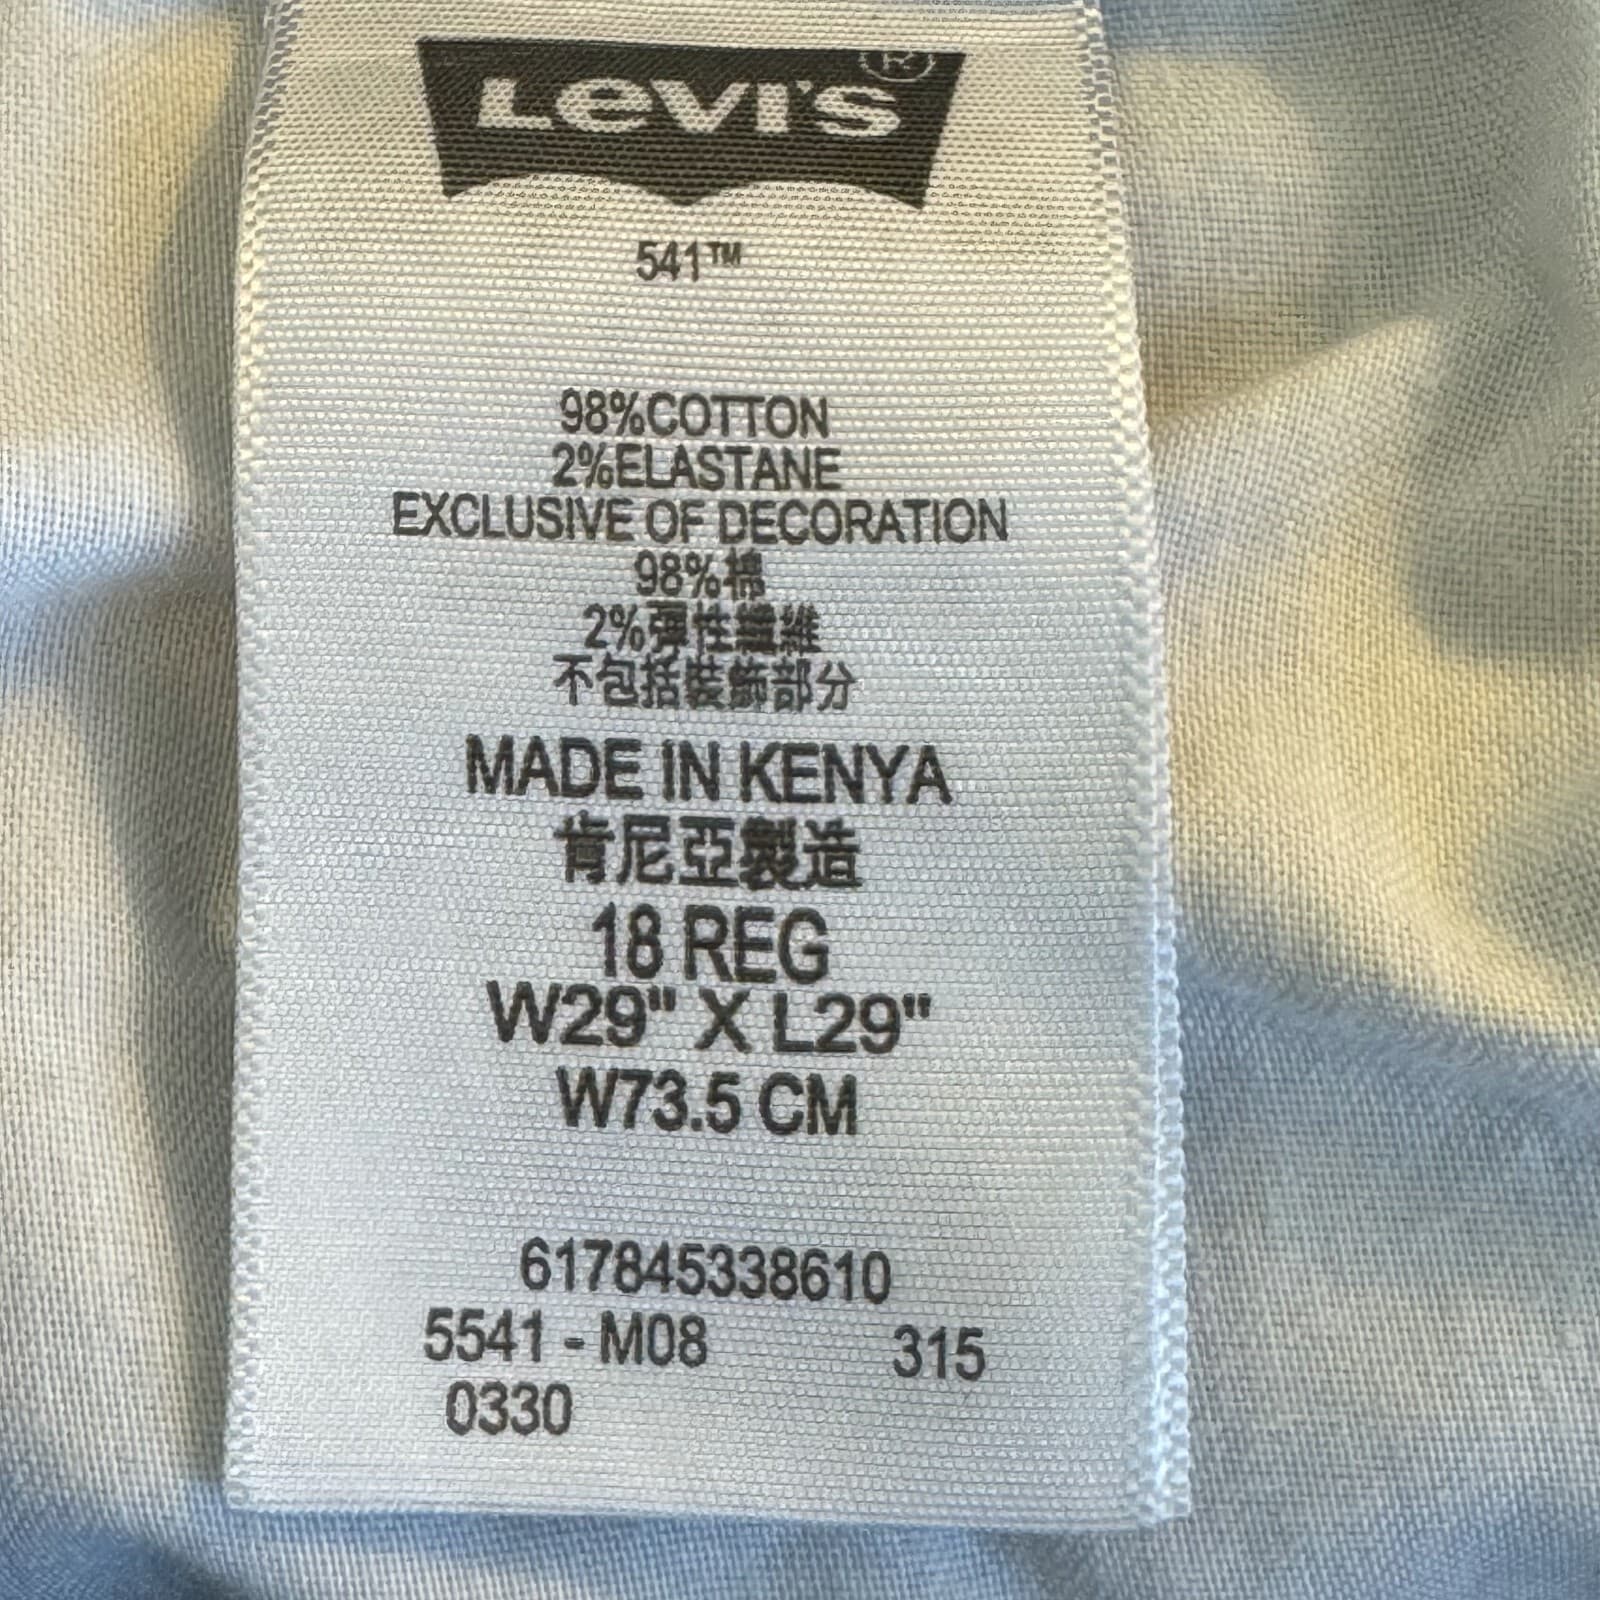 Levi's®
541™
98%COTTON
2%ELASTANE
EXCLUSIVE OF DECORATION
98%棉
2%彈性纖維
不包括裝飾部分
MADE IN KENYA
肯尼亞製造
18 REG
W29" X L29"
W73.5 CM
617845338610
5541 - M08 315
0330